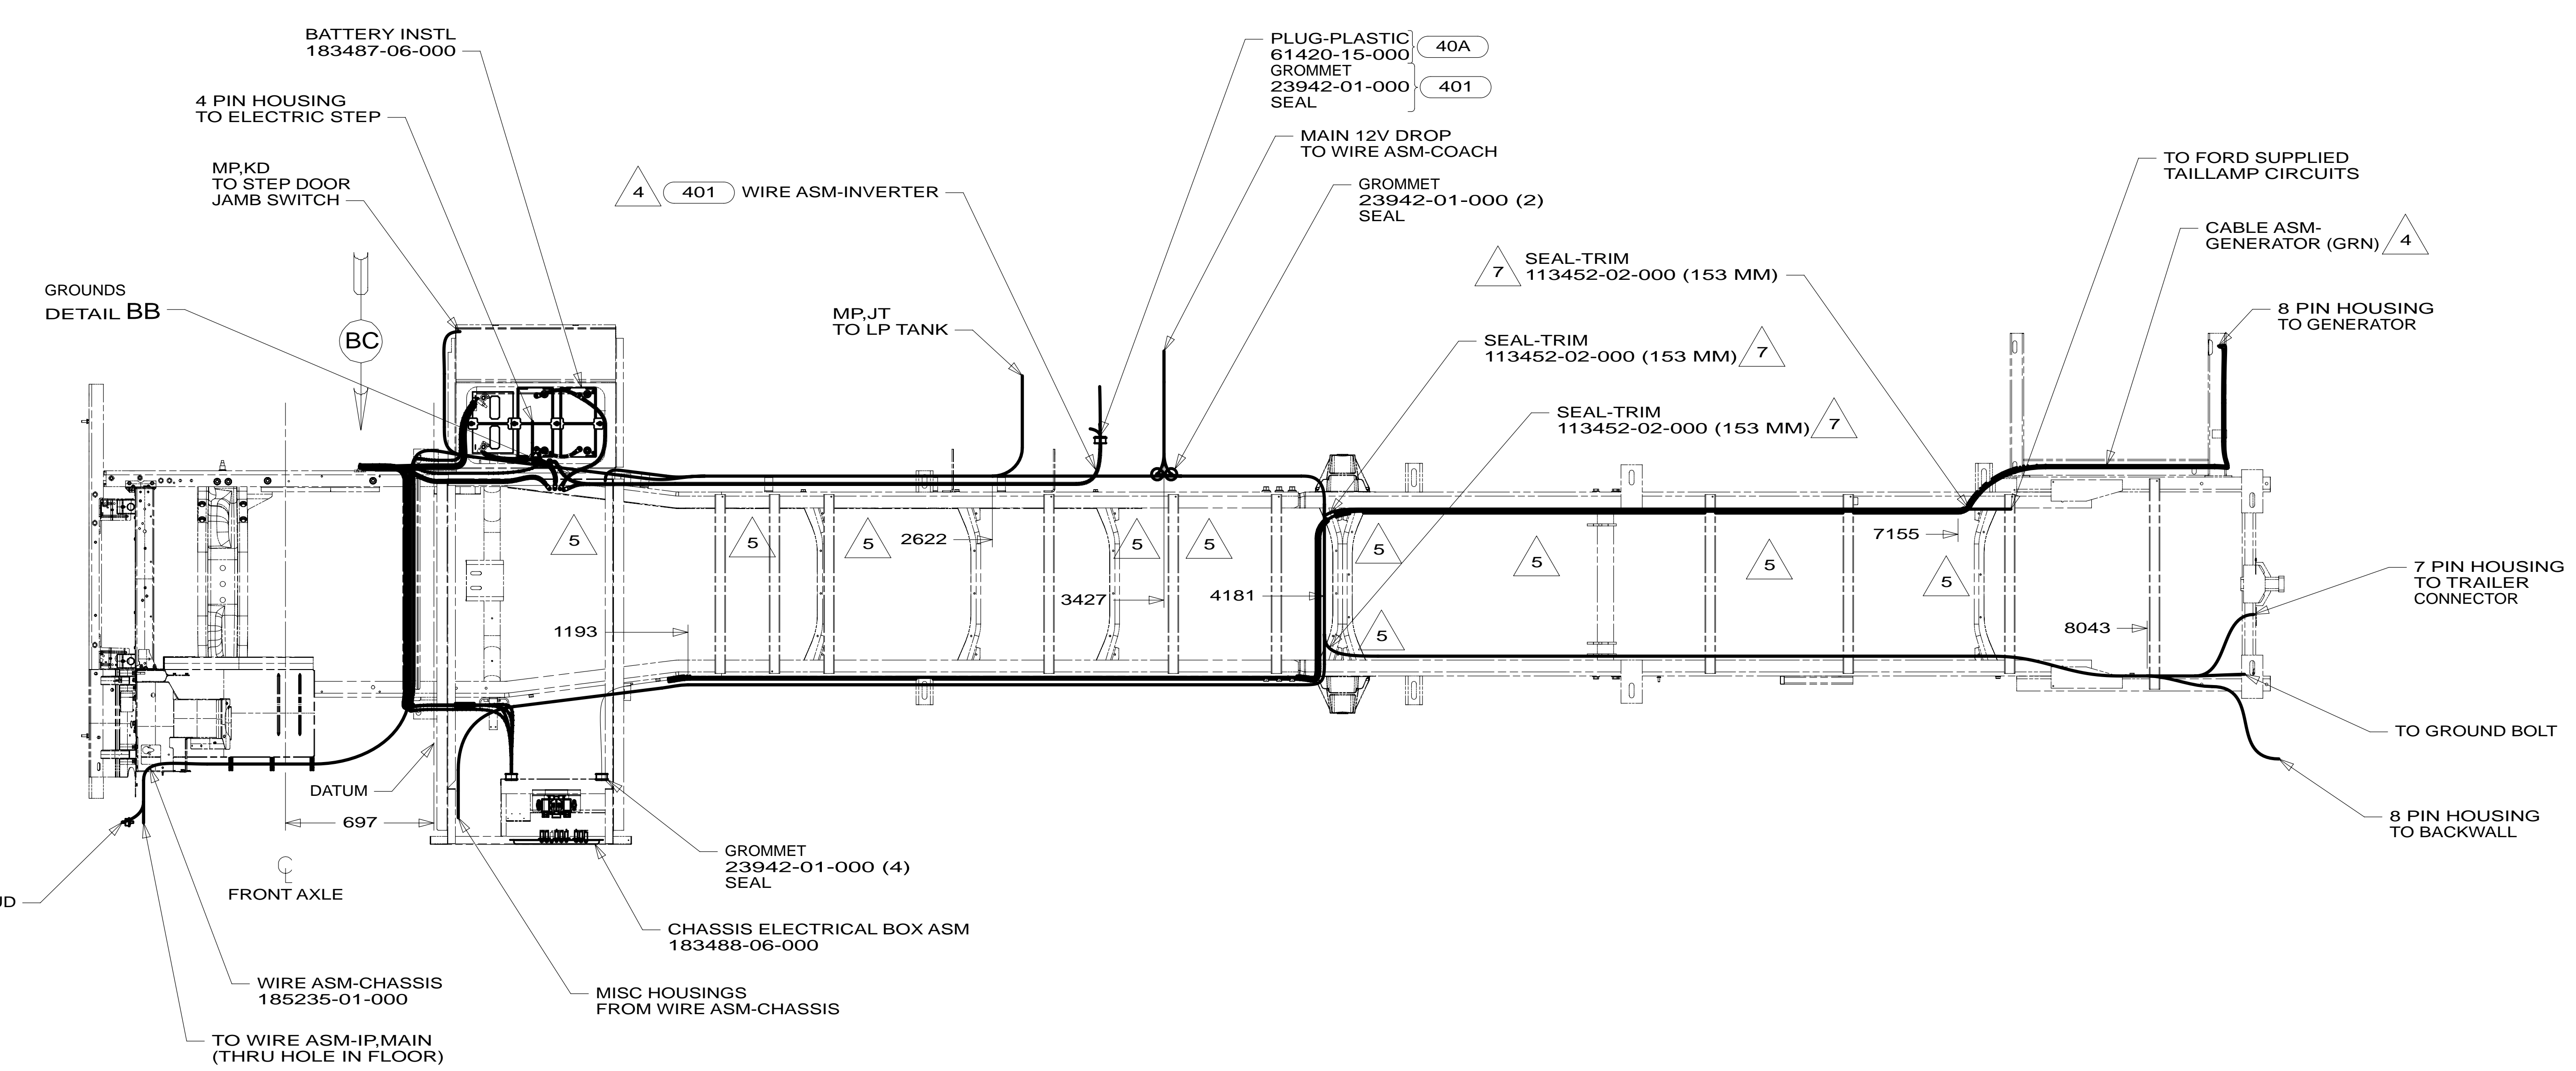 BATTERY INSTL
183487-06-000
4 PIN HOUSING
TO ELECTRIC STEP
MP,KD
TO STEP DOOR
JAMB SWITCH
GROUNDS
DETAIL BB
BC
4
401
WIRE ASM-INVERTER
MP,JT
TO LP TANK
PLUG-PLASTIC
61420-15-000
40A
GROMMET
23942-01-000
SEAL
401
MAIN 12V DROP
TO WIRE ASM-COACH
GROMMET
23942-01-000 (2)
SEAL
7
SEAL-TRIM
113452-02-000 (153 MM)
SEAL-TRIM
113452-02-000 (153 MM)
7
SEAL-TRIM
113452-02-000 (153 MM)
7
TO FORD SUPPLIED
TAILLAMP CIRCUITS
CABLE ASM-
GENERATOR (GRN)
4
8 PIN HOUSING
TO GENERATOR
5
5
5
2622
5
5
5
5
5
7155
5
3427
4181
1193
5
8043
7 PIN HOUSING
TO TRAILER
CONNECTOR
TO GROUND BOLT
8 PIN HOUSING
TO BACKWALL
DATUM
697
CL
FRONT AXLE
UD
GROMMET
23942-01-000 (4)
SEAL
CHASSIS ELECTRICAL BOX ASM
183488-06-000
WIRE ASM-CHASSIS
185235-01-000
MISC HOUSINGS
FROM WIRE ASM-CHASSIS
TO WIRE ASM-IP,MAIN
(THRU HOLE IN FLOOR)